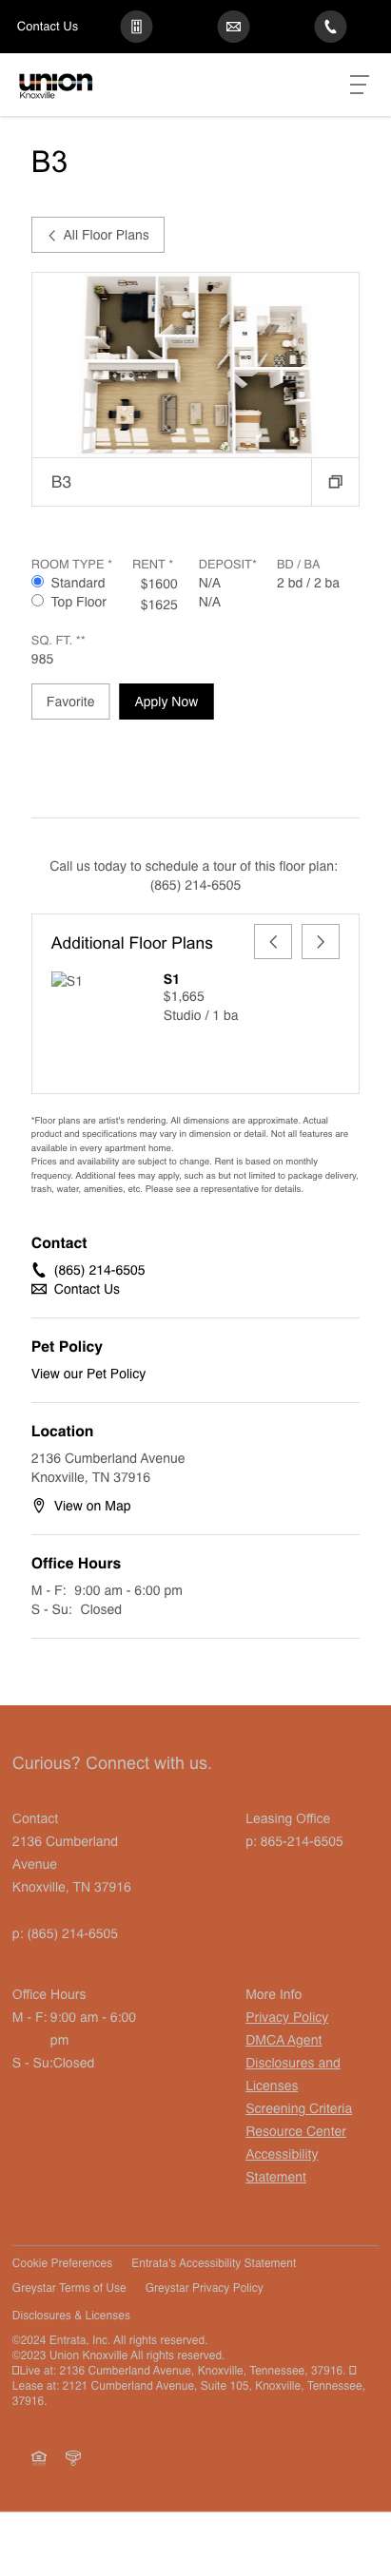 Contact Us
union
Knoxville
B3
All Floor Plans
B3
ROOM TYPE * RENT * DEPOSIT* BD / BA
Standard $1600 N/A 2 bd / 2 ba
Top Floor $1625 N/A
SQ. FT. **
985
Favorite Apply Now
Call us today to schedule a tour of this floor plan:
(865) 214-6505
Additional Floor Plans
S1
S1
$1,665
Studio / 1 ba
*Floor plans are artist's rendering. All dimensions are approximate. Actual
product and specifications may vary in dimension or detail. Not all features are
available in every apartment home.
Prices and availability are subject to change. Rent is based on monthly
frequency. Additional fees may apply, such as but not limited to package delivery,
trash, water, amenities, etc. Please see a representative for details.
Contact
(865) 214-6505
Contact Us
Pet Policy
View our Pet Policy
Location
2136 Cumberland Avenue
Knoxville, TN 37916
View on Map
Office Hours
M - F: 9:00 am - 6:00 pm
S - Su: Closed
Curious? Connect with us.
Contact
2136 Cumberland
Avenue
Knoxville, TN 37916
p: (865) 214-6505
Leasing Office
p: 865-214-6505
Office Hours
M - F: 9:00 am - 6:00
pm
S - Su:Closed
More Info
Privacy Policy
DMCA Agent
Disclosures and
Licenses
Screening Criteria
Resource Center
Accessibility
Statement
Cookie Preferences Entrata's Accessibility Statement
Greystar Terms of Use Greystar Privacy Policy
Disclosures & Licenses
©2024 Entrata, Inc. All rights reserved.
©2023 Union Knoxville All rights reserved.
Live at: 2136 Cumberland Avenue, Knoxville, Tennessee, 37916.
Lease at: 2121 Cumberland Avenue, Suite 105, Knoxville, Tennessee,
37916.